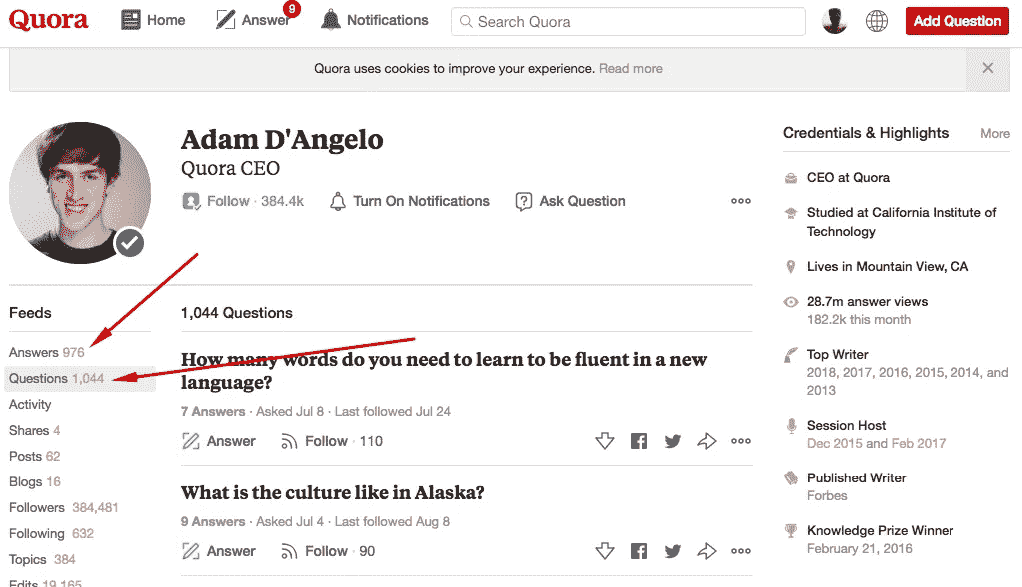 Quora
Home
Answer
9
Notifications
Search Quora
Add Question
Quora uses cookies to improve your experience. Read more
Adam D'Angelo
Quora CEO
Follow · 384.4k
Turn On Notifications
Ask Question
Feeds
Answers 976
Questions 1,044
Activity
Shares 4
Posts 62
Blogs 16
Followers 384,481
Following 632
Topics 384
Edits 19,165
1,044 Questions
How many words do you need to learn to be fluent in a new
language?
7 Answers · Asked Jul 8 · Last followed Jul 24
Answer
Follow · 110
What is the culture like in Alaska?
9 Answers · Asked Jul 4 · Last followed Aug 8
Answer
Follow · 90
Credentials & Highlights
More
CEO at Quora
Studied at California Institute of
Technology
Lives in Mountain View, CA
28.7m answer views
182.2k this month
Top Writer
2018, 2017, 2016, 2015, 2014, and
2013
Session Host
Dec 2015 and Feb 2017
Published Writer
Forbes
Knowledge Prize Winner
February 21, 2016